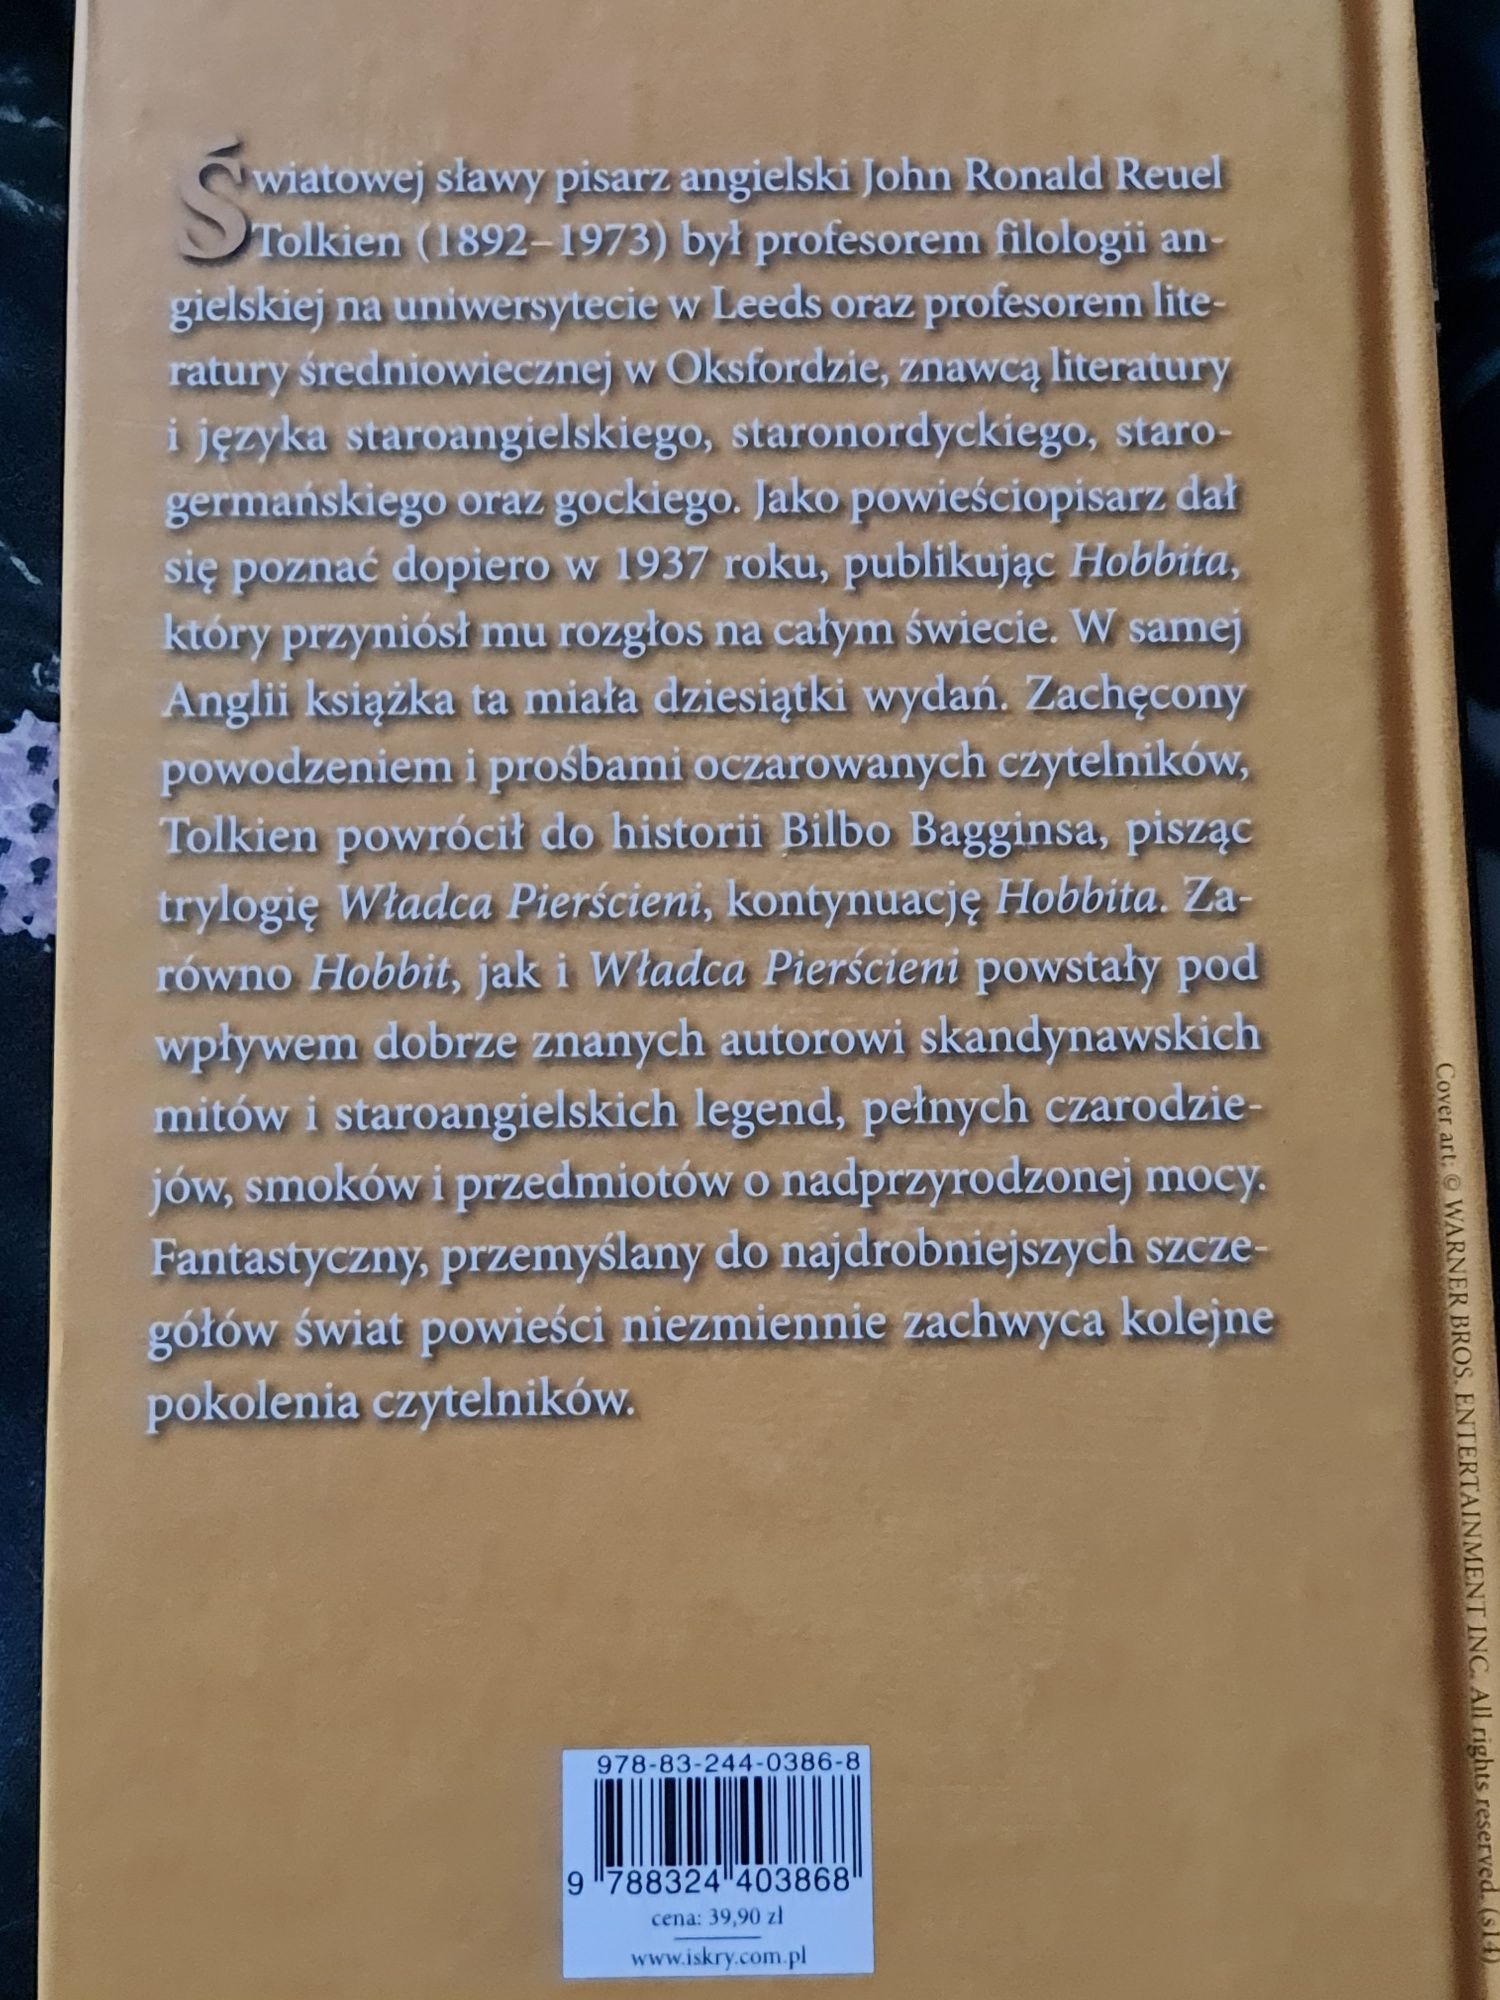 Światowej sławy pisarz angielski John Ronald Reuel
Tolkien (1892–1973) był profesorem filologii an-
gielskiej na uniwersytecie w Leeds oraz profesorem lite-
ratury średniowiecznej w Oksfordzie, znawcą literatury
i języka staroangielskiego, staronordyckiego, staro-
germańskiego oraz gockiego. Jako powieściopisarz dał
się poznać dopiero w 1937 roku, publikując Hobbita,
który przyniósł mu rozgłos na całym świecie. W samej
Anglii książka ta miała dziesiątki wydań. Zachęcony
powodzeniem i prośbami oczarowanych czytelników,
Tolkien powrócił do historii Bilbo Bagginsa, pisząc
trylogię Władca Pierścieni, kontynuację Hobbita. Za-
równo Hobbit, jak i Władca Pierścieni powstały pod
wpływem dobrze znanych autorowi skandynawskich
mitów i staroangielskich legend, pełnych czarodzie-
jów, smoków i przedmiotów o nadprzyrodzonej mocy.
Fantastyczny, przemyślany do najdrobniejszych szcze-
gółów świat powieści niezmiennie zachwyca kolejne
pokolenia czytelników.
978-83-244-0386-8
9 788324 403868
cena: 39,90 zł
www.iskry.com.pl
Cover art: © WARNER BROS. ENTERTAINMENT INC. All rights reserved. (s14)